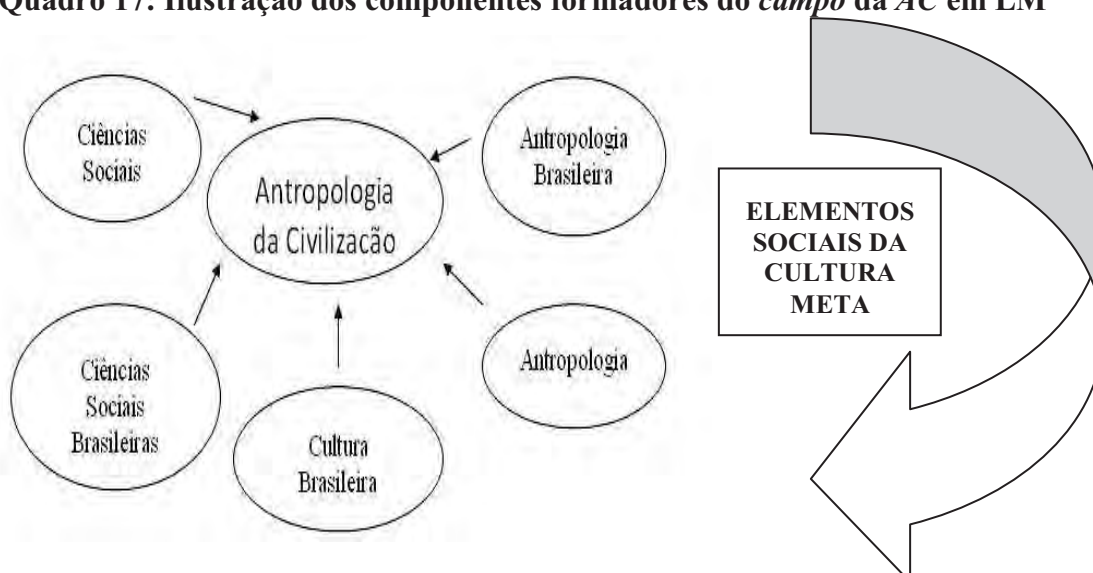 Quadro 17: Ilustração dos componentes formadores do campo da AC em LM
Ciências
Sociais
Antropologia
da Civilização
Antropologia
Brasileira
Ciências
Sociais
Brasileiras
Cultura
Brasileira
Antropologia
ELEMENTOS
SOCIAIS DA
CULTURA
META